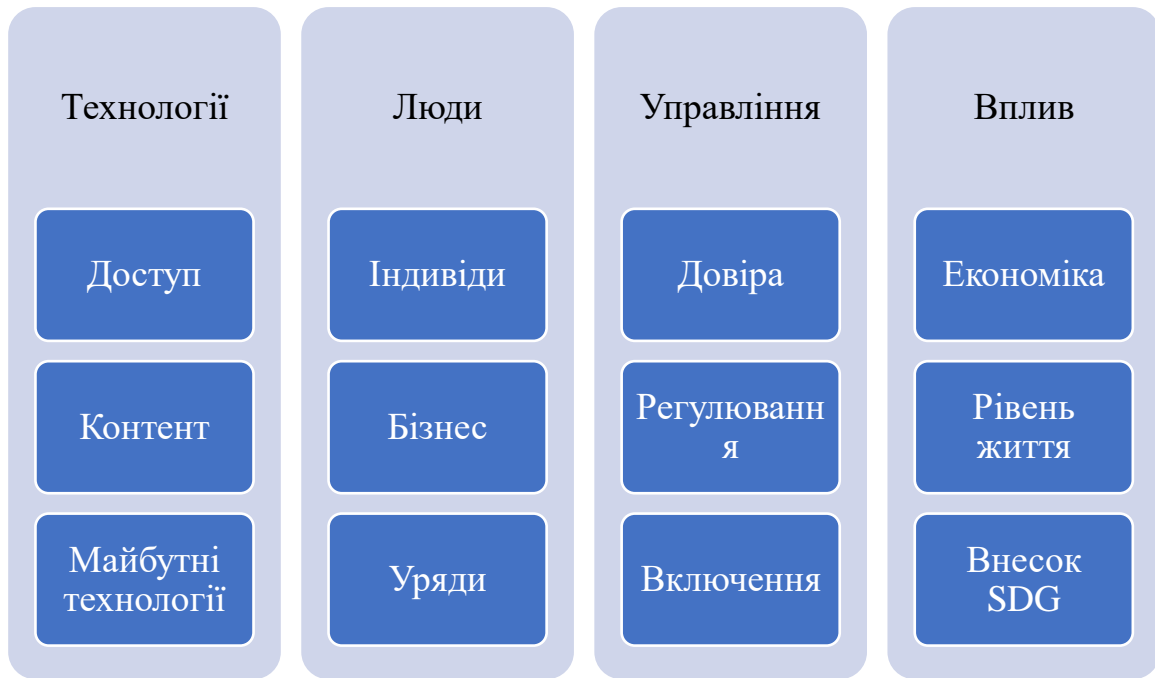 Технології
Доступ
Контент
Майбутні
технології
Люди
Індивіди
Бізнес
Уряди
Управління
Довіра
Регулюванн
я
Включення
Вплив
Економіка
Рівень
життя
Внесок
SDG